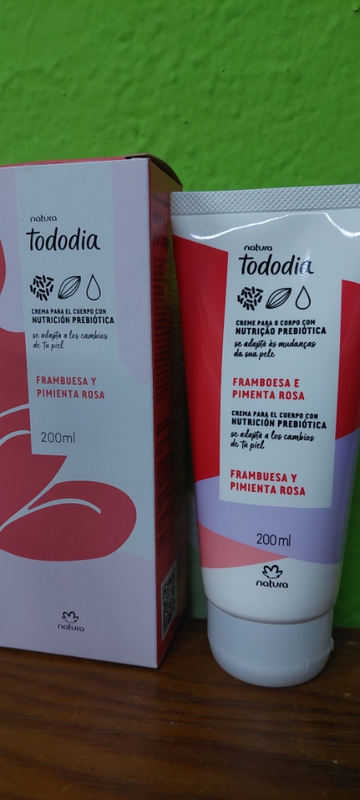 natura
tododia
CREMA PARA EL CUERPO CON
NUTRICIÓN PREBIÓTICA
se adapta a los cambios
de tu piel
FRAMBUESA Y
PIMIENTA ROSA
200ml
natura
natura
tododia
CREME PARA O CORPO COM
NUTRIÇÃO PREBIÓTICA
se adapta às mudanças
da sua pele
FRAMBOESA E
PIMENTA ROSA
CREMA PARA EL CUERPO CON
NUTRICIÓN PREBIÓTICA
se adapta a los cambios
de tu piel
FRAMBUESA Y
PIMIENTA ROSA
200 ml
natura